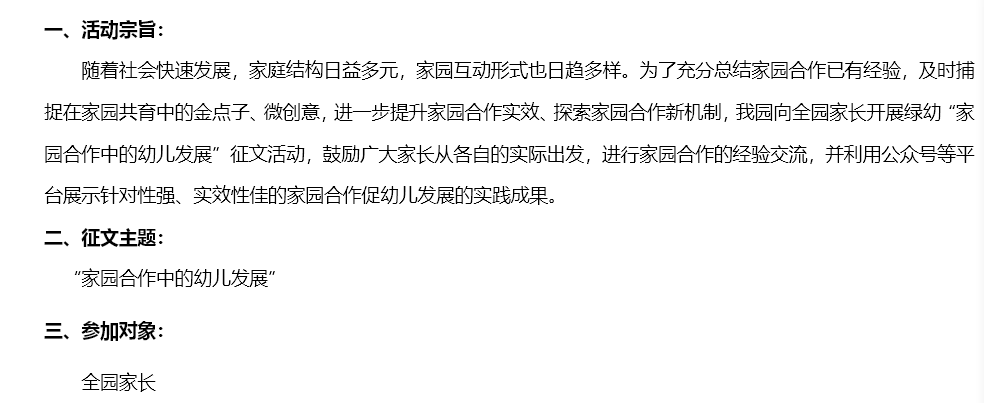 一、活动宗旨：
随着社会快速发展，家庭结构日益多元，家园互动形式也日趋多样。为了充分总结家园合作已有经验，及时捕
捉在家园共育中的金点子、微创意，进一步提升家园合作实效、探索家园合作新机制，我园向全园家长开展绿幼“家
园合作中的幼儿发展”征文活动，鼓励广大家长从各自的实际出发，进行家园合作的经验交流，并利用公众号等平
台展示针对性强、实效性佳的家园合作促幼儿发展的实践成果。
二、征文主题：
“家园合作中的幼儿发展”
三、参加对象：
全园家长